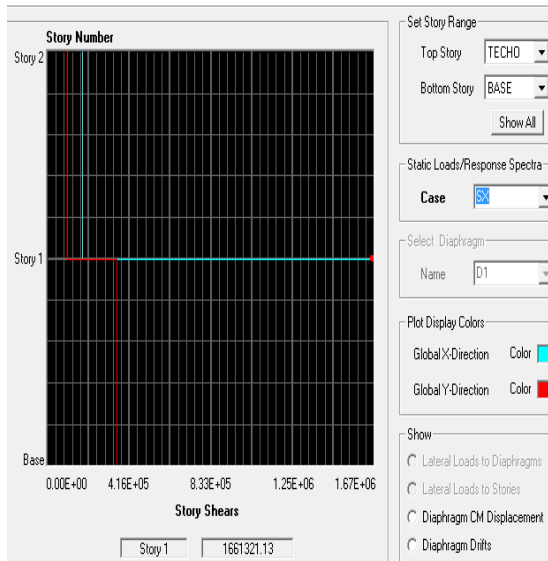 Story Number
Story 2
Story 1
Base
0.00E+00 4.16E+05 8.33E+05 1.25E+06 1.67E+06
Story Shears
Story 1 1661321.13
Set Story Range
Top Story TECHO
Bottom Story BASE
Show All
Static Loads/Response Spectra
Case SX
Select Diaphragm
Name D1
Plot Display Colors
Global X-Direction Color
Global Y-Direction Color
Show
Lateral Loads to Diaphragms
Lateral Loads to Stories
Diaphragm CM Displacement
Diaphragm Drifts